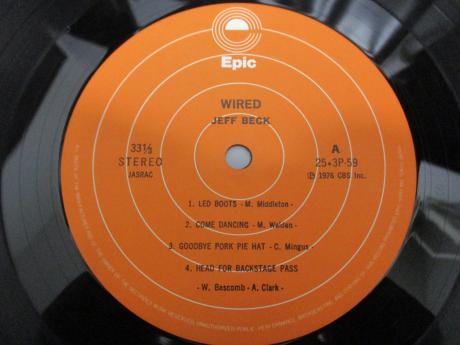 Epic
WIRED
JEFF BECK
33⅓
STEREO
JASRAC
A
25•3P-59
℗ 1976 CBS Inc.
1. LED BOOTS - M. Middleton -
2. COME DANCING - M. Walden -
3. GOODBYE PORK PIE HAT - C. Mingus -
4. HEAD FOR BACKSTAGE PASS
- W. Bascomb - A. Clark -